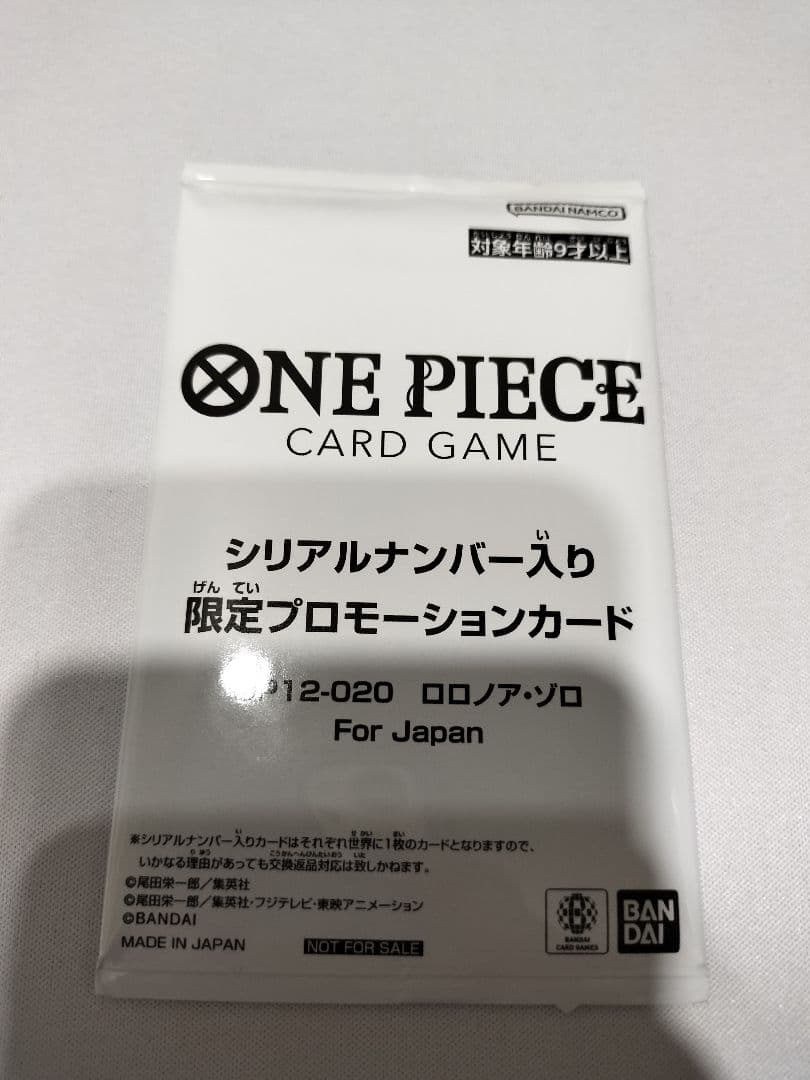 BANDAI NAMCO
対象年齢9才以上
ONE PIECE
CARD GAME
シリアルナンバー入り
限定プロモーションカード
P12-020 ロロノア・ゾロ
For Japan
※シリアルナンバー入りカードはそれぞれ世界に1枚のカードとなりますので、
いかなる理由があっても交換返品対応は致しかねます。
©尾田栄一郎／集英社
©尾田栄一郎／集英社・フジテレビ・東映アニメーション
©BANDAI
MADE IN JAPAN NOT FOR SALE
BANDAI
CARD GAMES
BAN
DAI